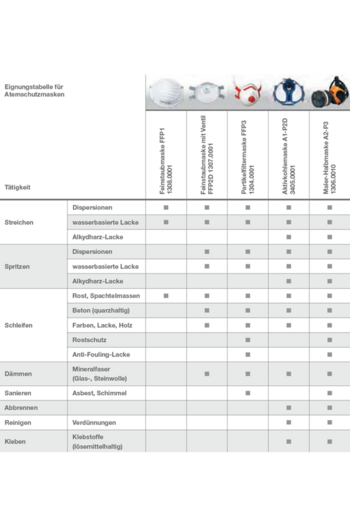 Eignungstabelle für
Atemschutzmasken
Tätigkeit
Feinstaubmaske FFP1
1308.0001
Feinstaubmaske mit Ventil
FFP2D 1307.0001
Partikelfiltermaske FFP3
1304.0001
Aktivkohlemaske A1-P2D
3405.0001
Maler-Halbmaske A2-P3
1306.0010
Streichen
Dispersionen
wasserbasierte Lacke
Alkydharz-Lacke
Spritzen
Dispersionen
wasserbasierte Lacke
Alkydharz-Lacke
Schleifen
Rost, Spachtelmassen
Beton (quarzhaltig)
Farben, Lacke, Holz
Rostschutz
Anti-Fouling-Lacke
Dämmen
Mineralfaser
(Glas-, Steinwolle)
Sanieren
Asbest, Schimmel
Abbrennen
Reinigen
Verdünnungen
Kleben
Klebstoffe
(lösemittelhaltig)